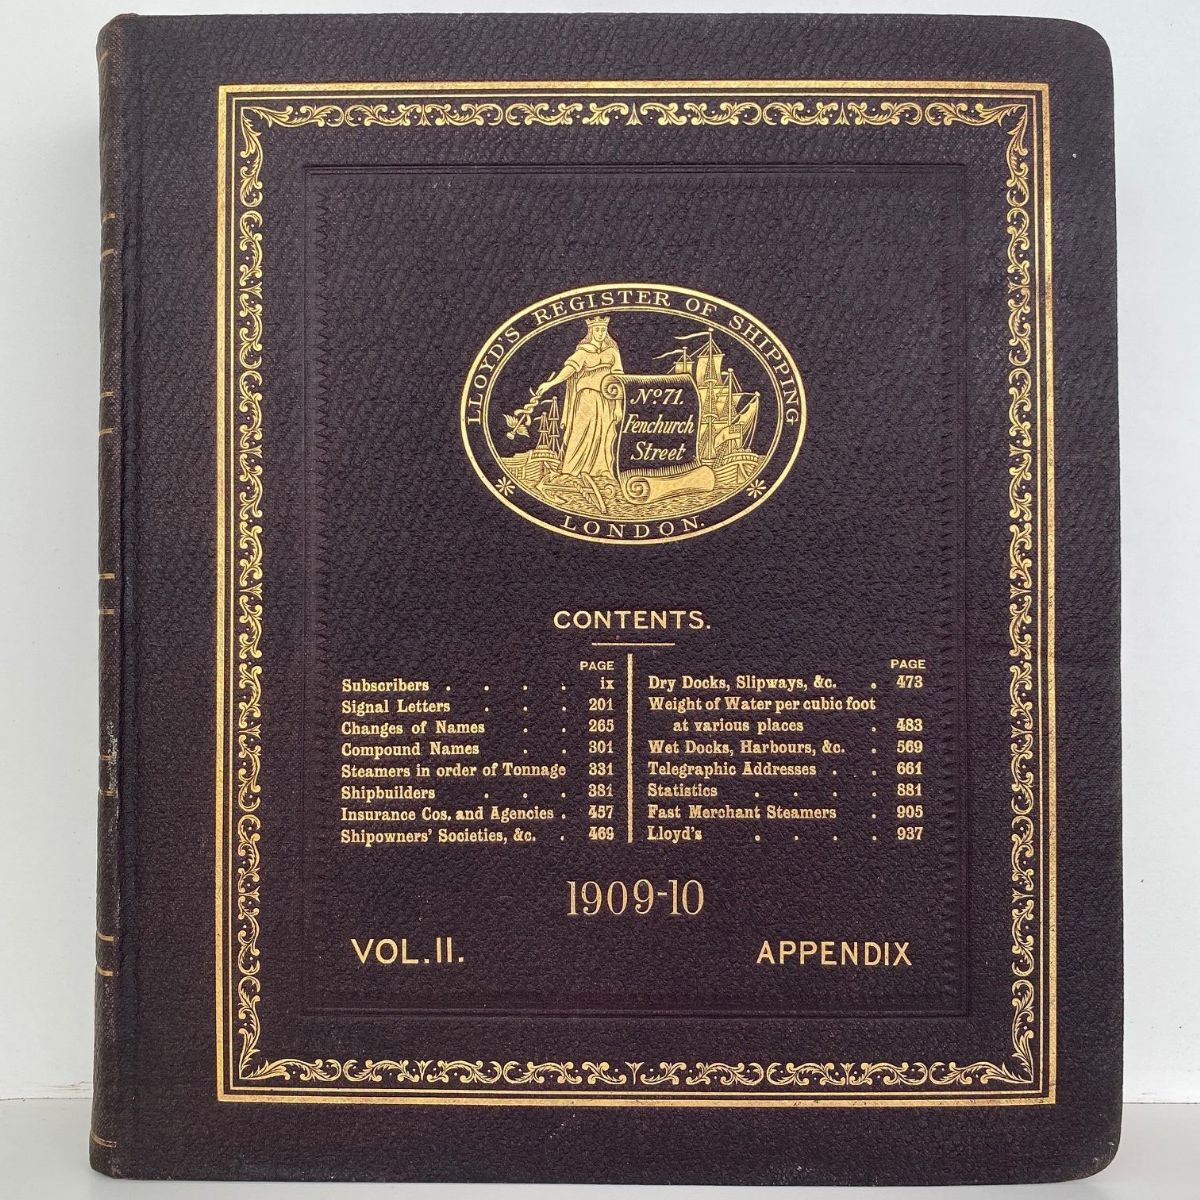 LLOYD'S REGISTER OF SHIPPING
No 71.
Fenchurch
Street
LONDON.
CONTENTS.
PAGE
Subscribers . . . . ix
Signal Letters . . . 201
Changes of Names . . 265
Compound Names . . 301
Steamers in order of Tonnage 331
Shipbuilders . . . . 381
Insurance Cos. and Agencies . 457
Shipowners' Societies, &c. . 469
PAGE
Dry Docks, Slipways, &c. . 473
Weight of Water per cubic foot
at various places . 483
Wet Docks, Harbours, &c. . 569
Telegraphic Addresses . . 661
Statistics . . . . 881
Fast Merchant Steamers . 905
Lloyd's . . . . 937
1909-10
VOL. II.
APPENDIX